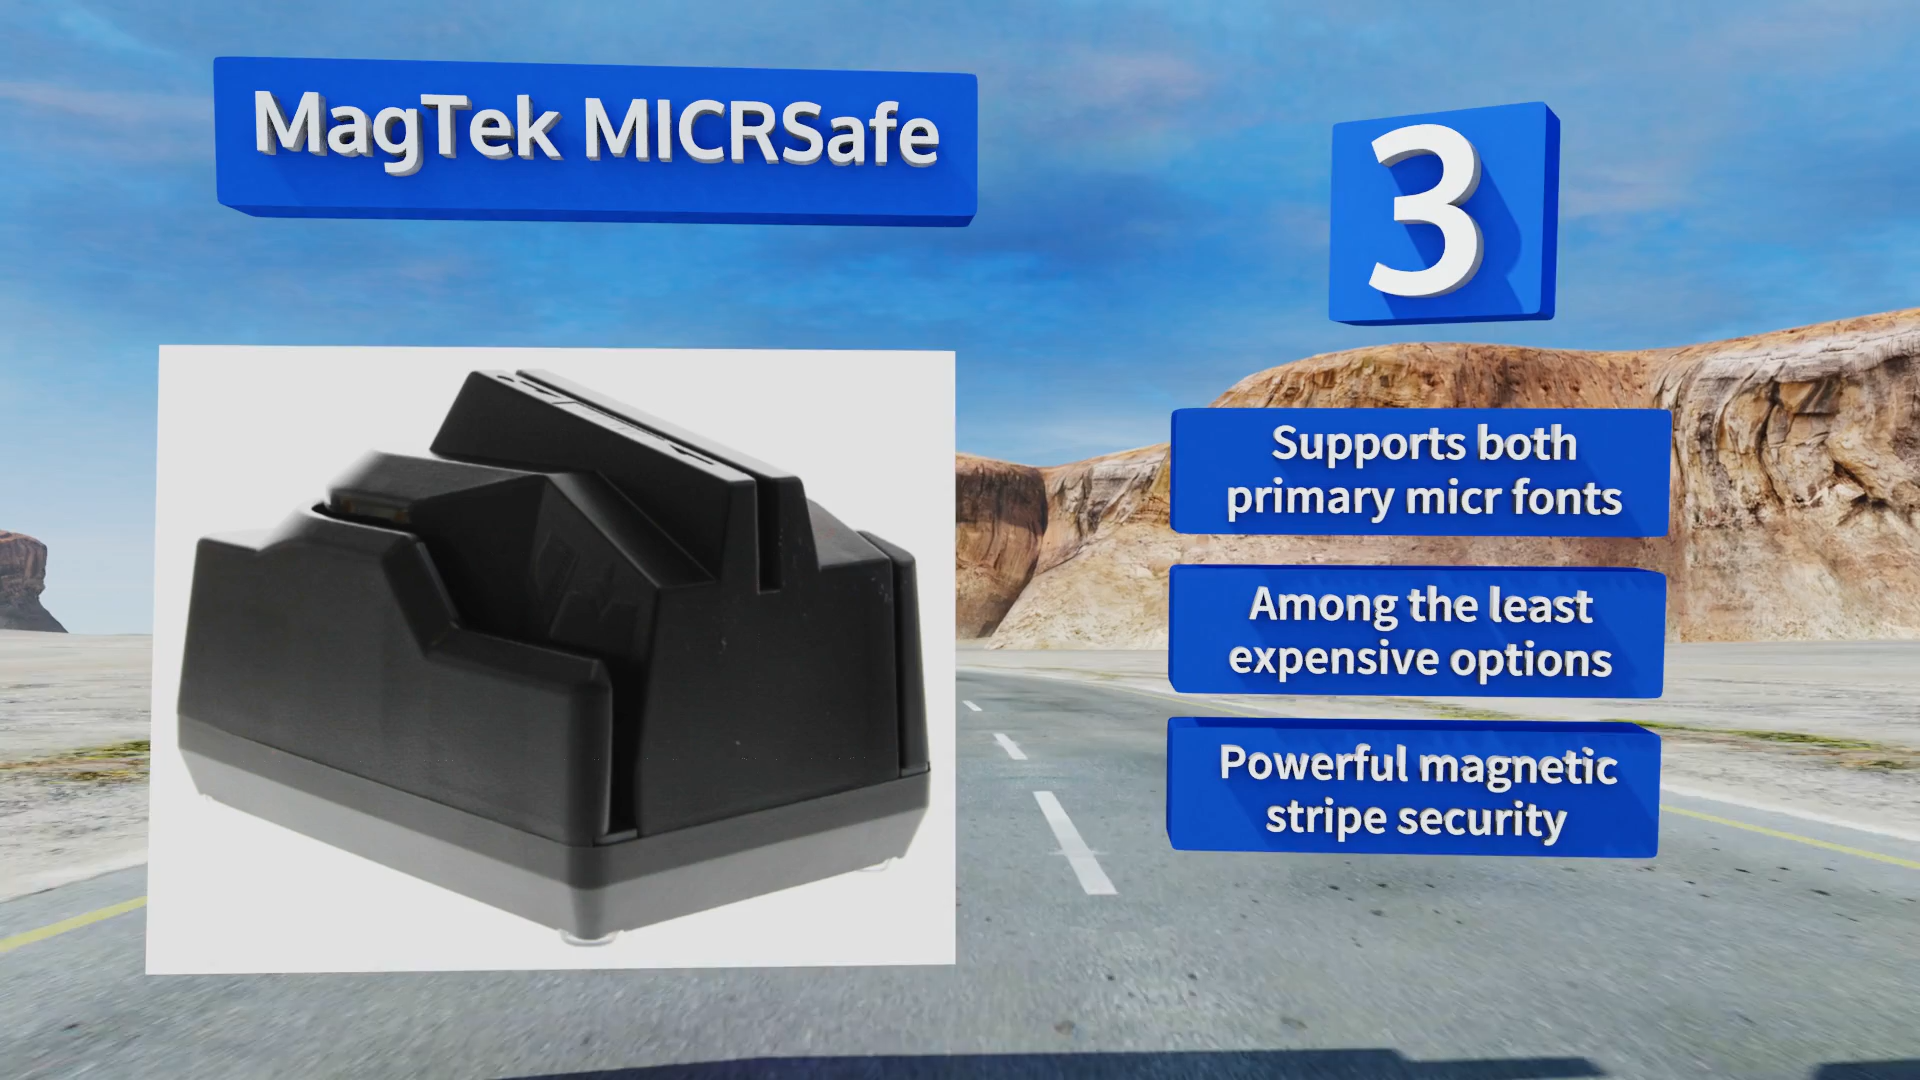 MagTek MICRSafe
3
Supports both
primary micr fonts
Among the least
expensive options
Powerful magnetic
stripe security